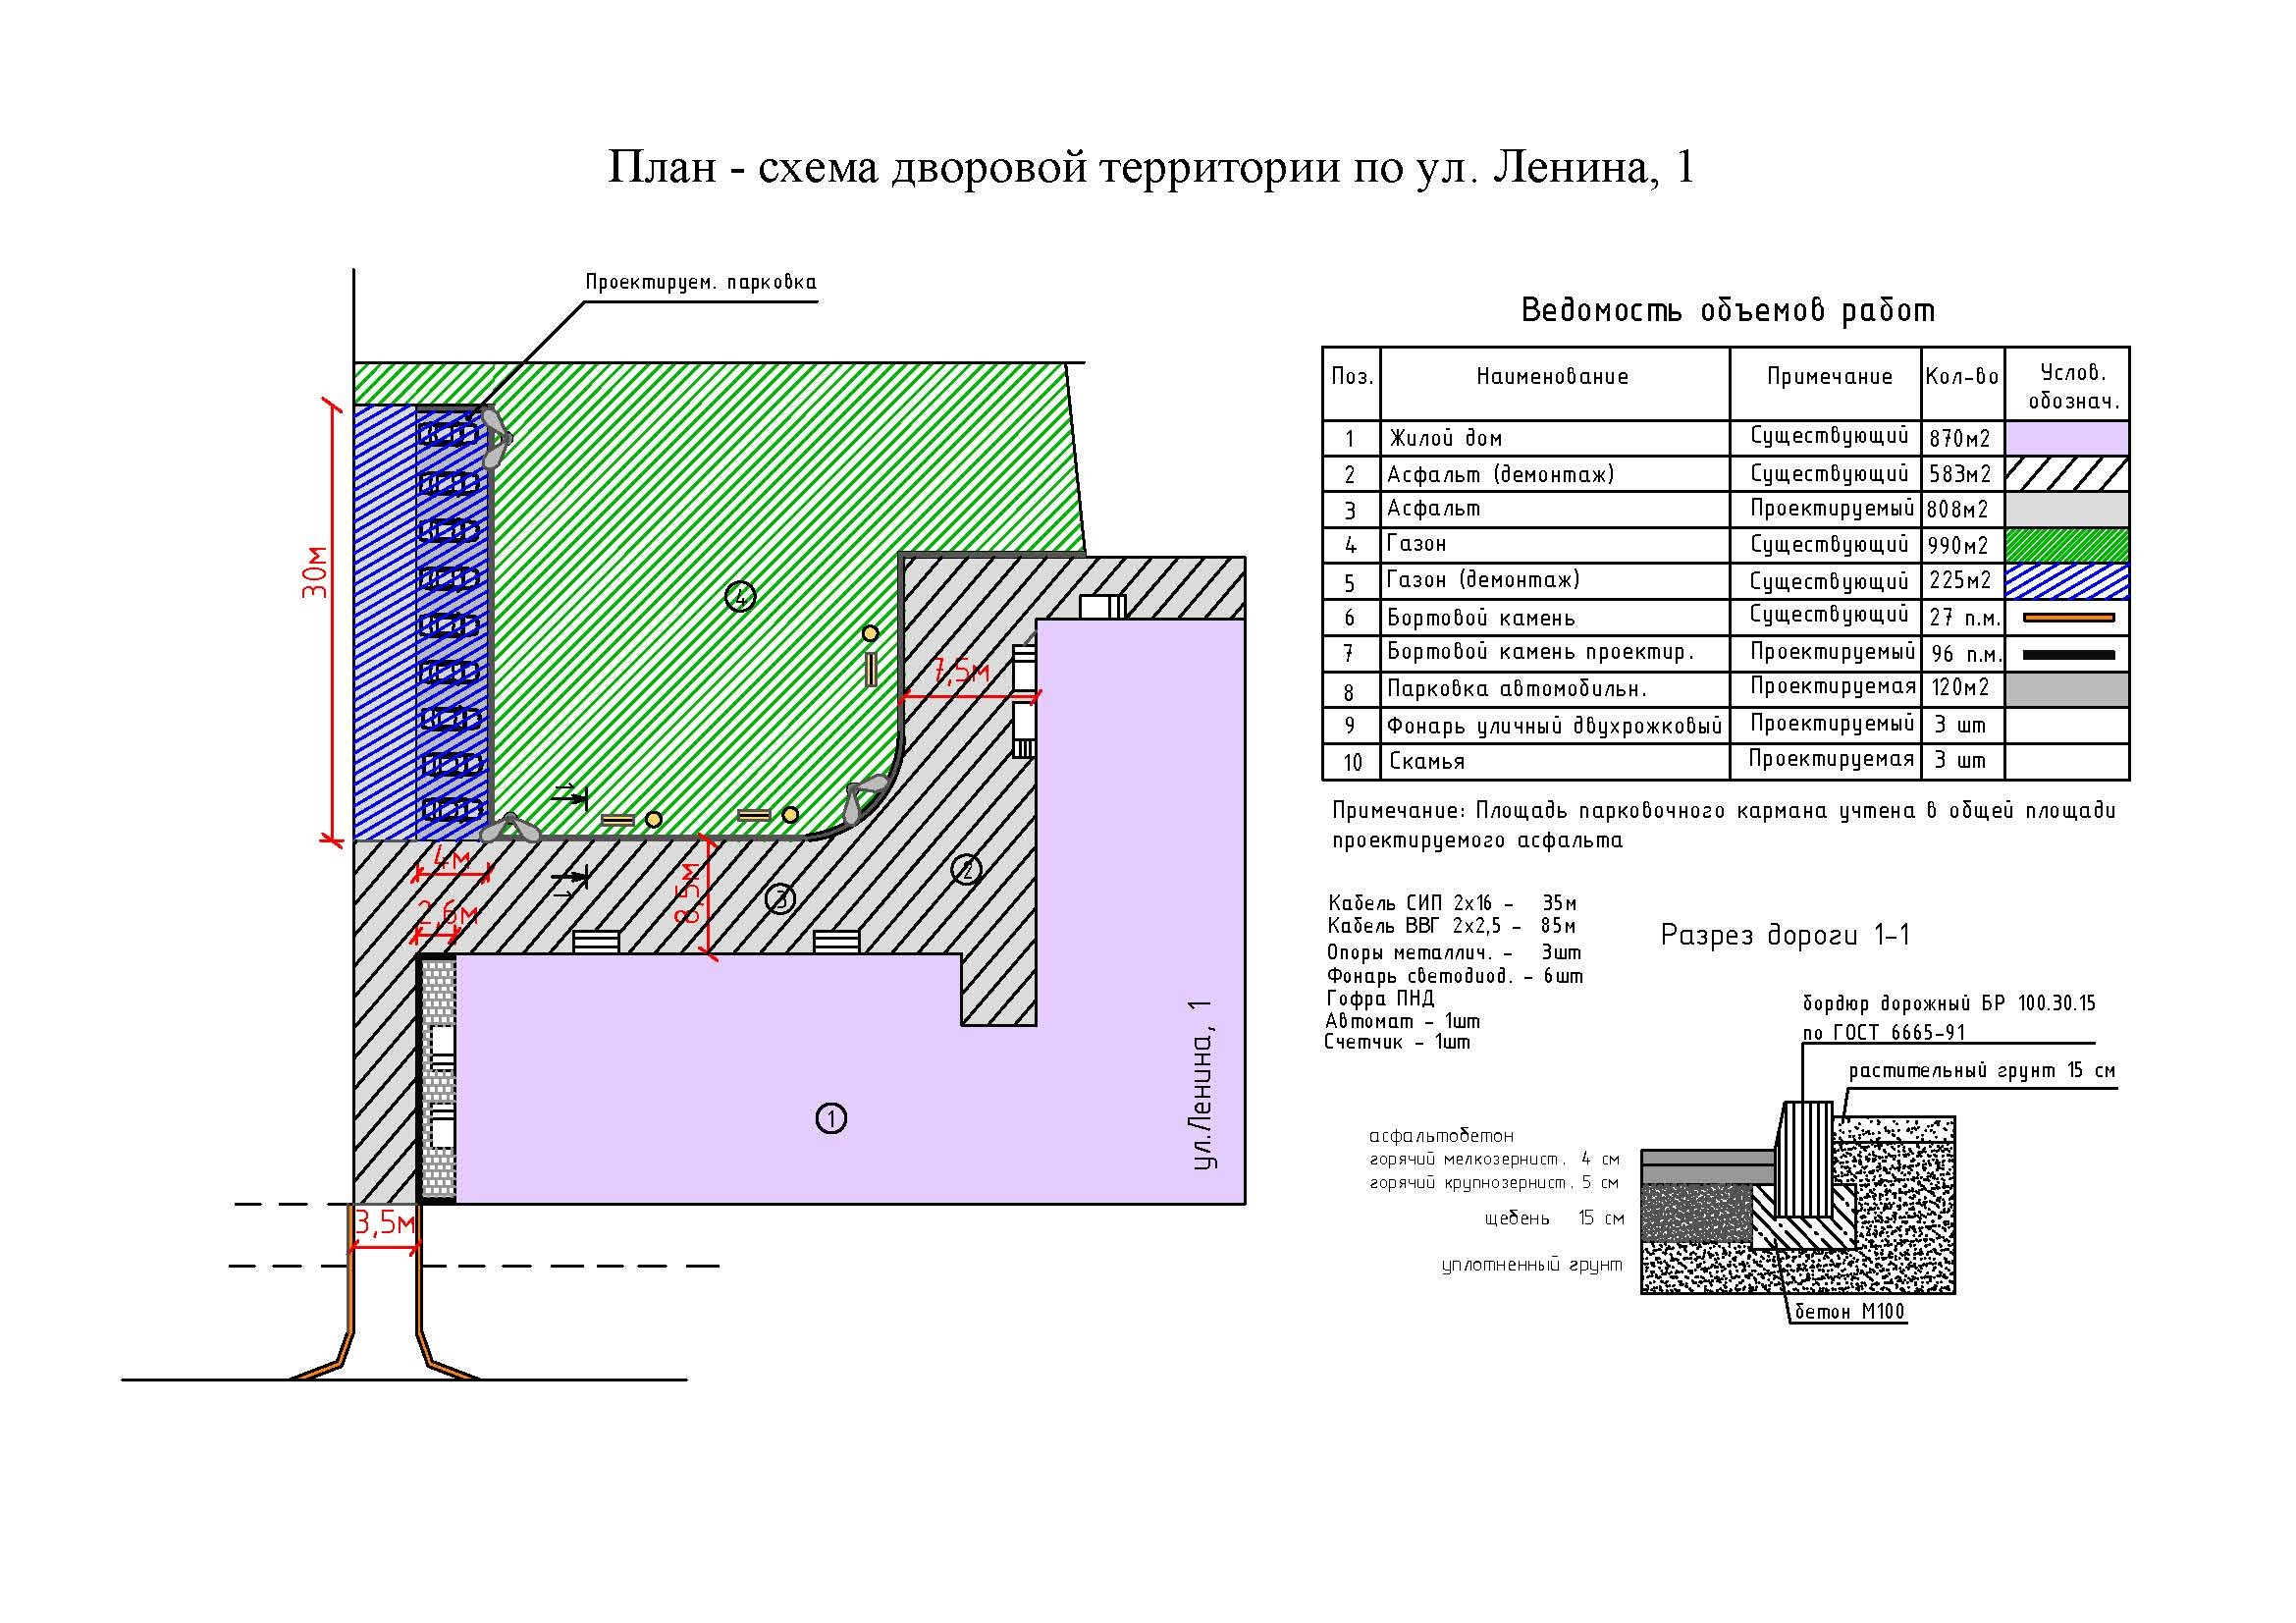 План - схема дворовой территории по ул. Ленина, 1
Проектируем. парковка
30м
7,5м
4м
2,6м
8,5м
3,5м
4
3
2
1
ул.Ленина, 1
Ведомость объемов работ
Поз. Наименование Примечание Кол-во Услов. обознач.
1 Жилой дом Существующий 870м2
2 Асфальт (демонтаж) Существующий 583м2
3 Асфальт Проектируемый 808м2
4 Газон Существующий 990м2
5 Газон (демонтаж) Существующий 225м2
6 Бортовой камень Существующий 27 п.м.
7 Бортовой камень проектир. Проектируемый 96 п.м.
8 Парковка автомобильн. Проектируемая 120м2
9 Фонарь уличный двухрожковый Проектируемый 3 шт
10 Скамья Проектируемая 3 шт
Примечание: Площадь парковочного кармана учтена в общей площади
проектируемого асфальта
Кабель СИП 2х16 - 35м
Кабель ВВГ 2х2,5 - 85м
Опоры металлич. - 3шт
Фонарь светодиод. - 6шт
Гофра ПНД
Автомат - 1шт
Счетчик - 1шт
Разрез дороги 1-1
бордюр дорожный БР 100.30.15
по ГОСТ 6665-91
растительный грунт 15 см
асфальтобетон
горячий мелкозернист. 4 см
горячий крупнозернист. 5 см
щебень 15 см
уплотненный грунт
бетон М100